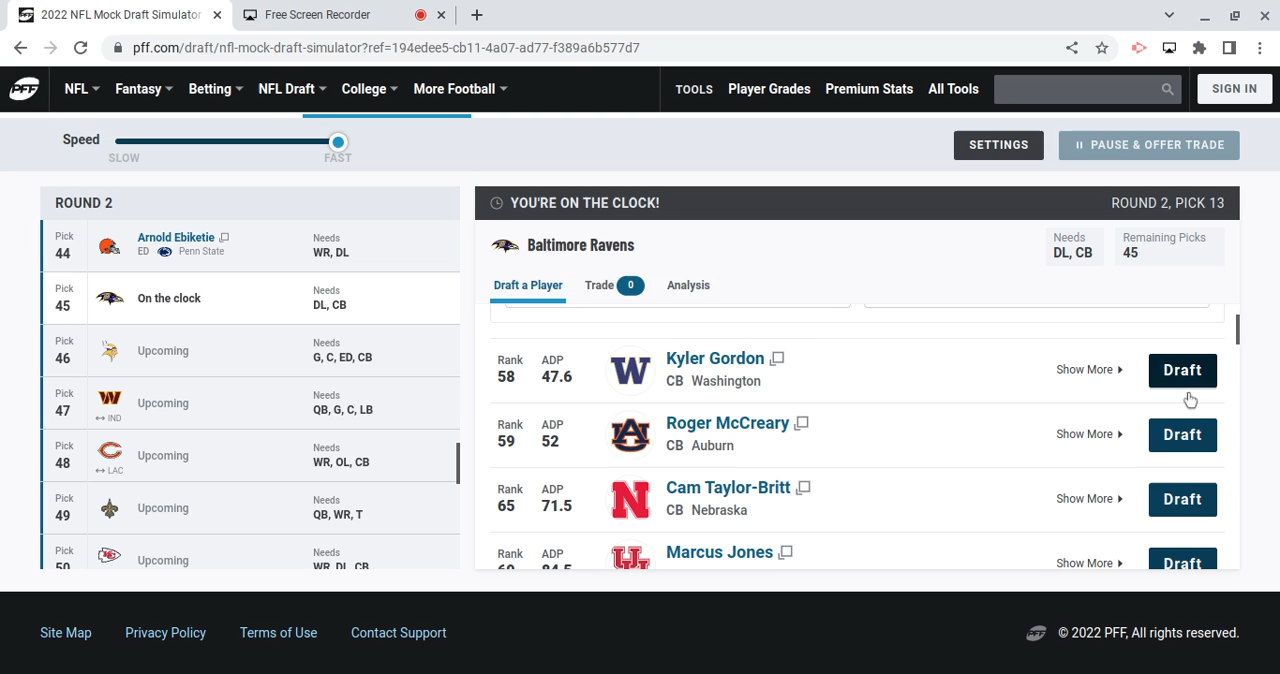 2022 NFL Mock Draft Simulator
Free Screen Recorder
pff.com/draft/nfl-mock-draft-simulator?ref=194edee5-cb11-4a07-ad77-f389a6b577d7
PFF NFL Fantasy Betting NFL Draft College More Football TOOLS Player Grades Premium Stats All Tools SIGN IN
Speed
SLOW FAST
SETTINGS
PAUSE & OFFER TRADE
ROUND 2
Pick 44 Arnold Ebiketie Needs
ED Penn State WR, DL
Pick 45 On the clock Needs
DL, CB
Pick 46 Upcoming Needs
G, C, ED, CB
Pick 47 Upcoming Needs
IND QB, G, C, LB
Pick 48 Upcoming Needs
LAC WR, OL, CB
Pick 49 Upcoming Needs
QB, WR, T
Pick 50 Upcoming Needs
WR, DL, CB
YOU'RE ON THE CLOCK! ROUND 2, PICK 13
Baltimore Ravens
Needs
DL, CB
Remaining Picks
45
Draft a Player Trade 0 Analysis
Rank ADP Kyler Gordon Show More Draft
58 47.6 CB Washington
Rank ADP Roger McCreary Show More Draft
59 52 CB Auburn
Rank ADP Cam Taylor-Britt Show More Draft
65 71.5 CB Nebraska
Rank ADP Marcus Jones Show More Draft
Site Map Privacy Policy Terms of Use Contact Support
PFF © 2022 PFF, All rights reserved.